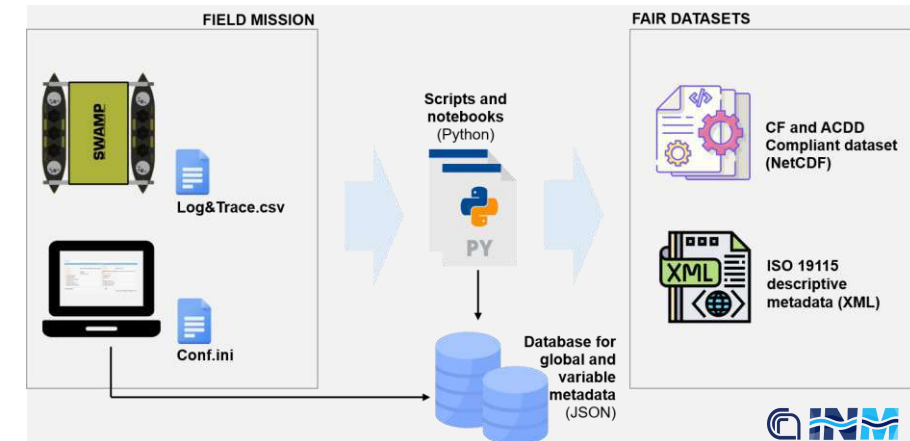 FIELD MISSION
SWAMP
Log&Trace.csv
Conf.ini
Scripts and
notebooks
(Python)
PY
Database for
global and
variable
metadata
(JSON)
FAIR DATASETS
</>
CF and ACDD
Compliant dataset
(NetCDF)
XML
ISO 19115
descriptive
metadata (XML)
INM